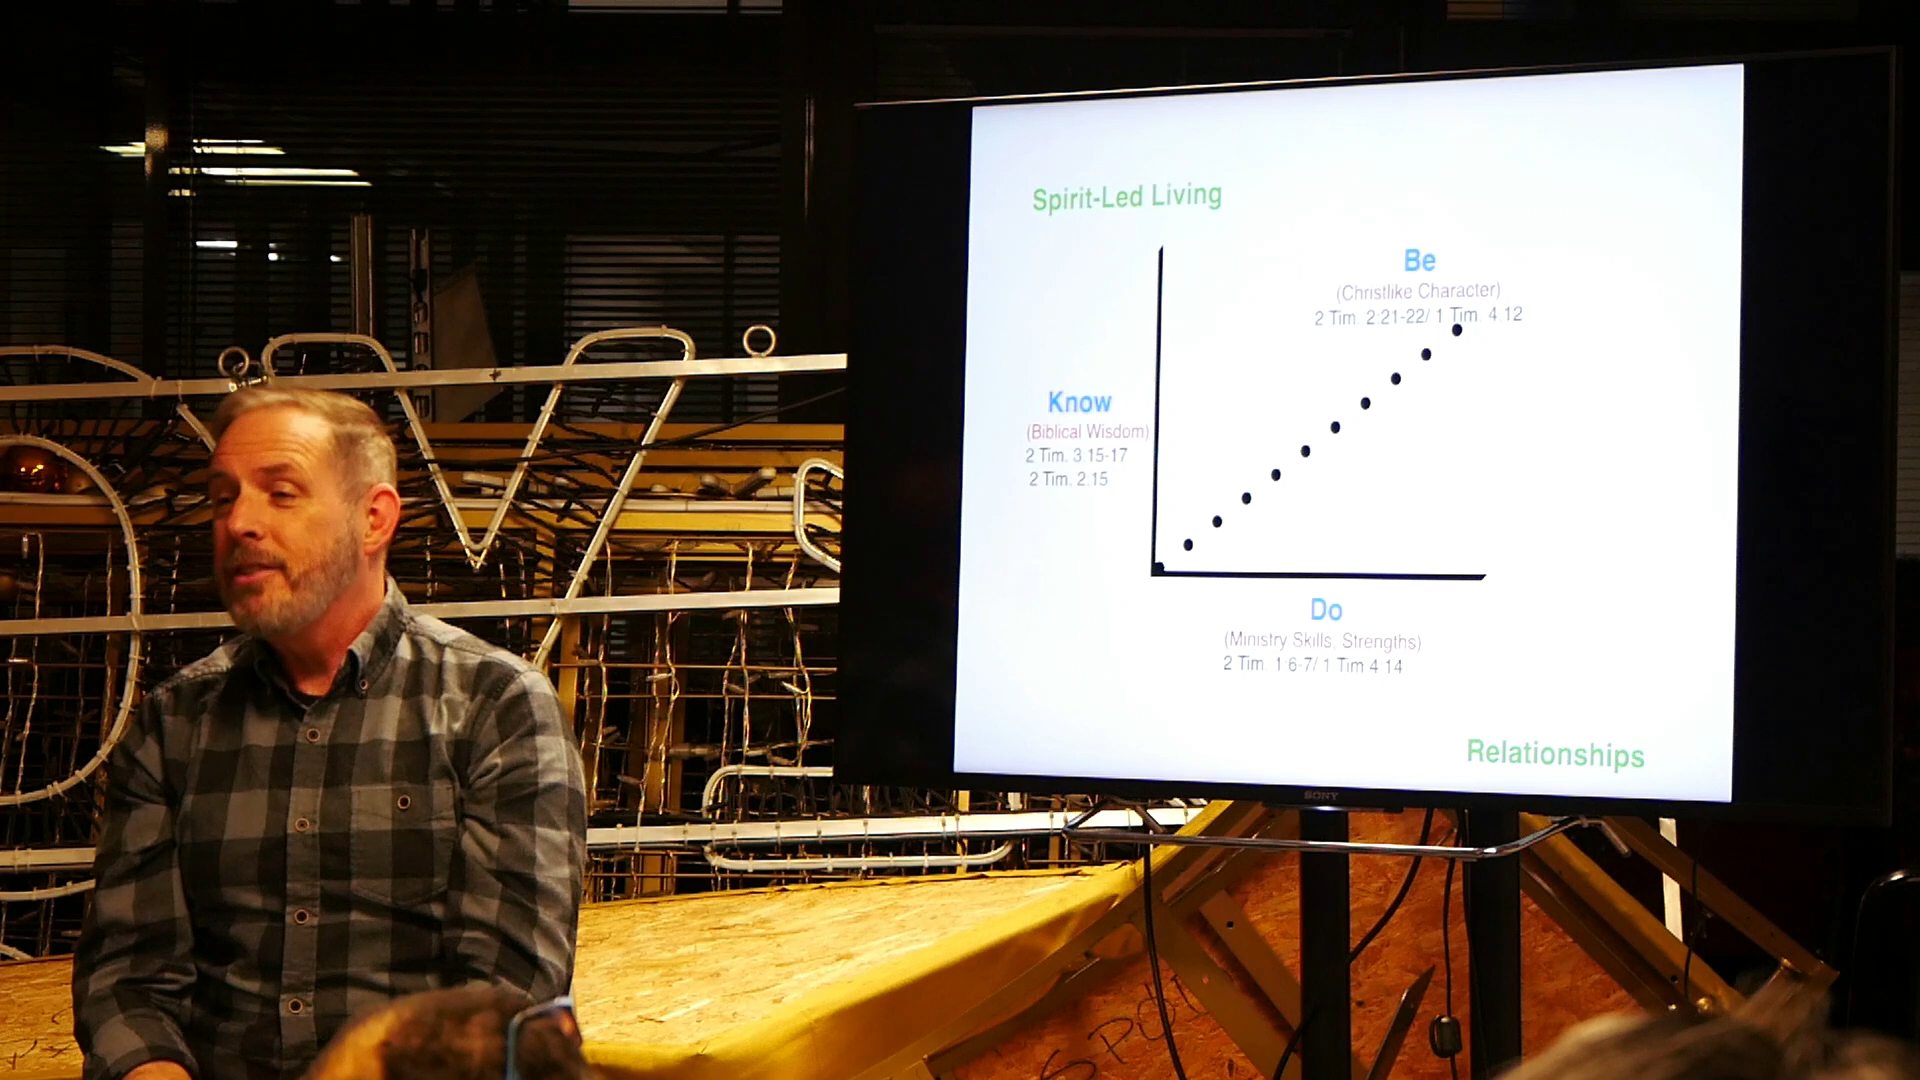 Spirit-Led Living
Be
(Christlike Character)
2 Tim. 2.21-22/ 1 Tim. 4.12
Know
(Biblical Wisdom)
2 Tim. 3.15-17
2 Tim. 2.15
Do
(Ministry Skills, Strengths)
2 Tim. 1.6-7/ 1 Tim 4.14
Relationships
SONY